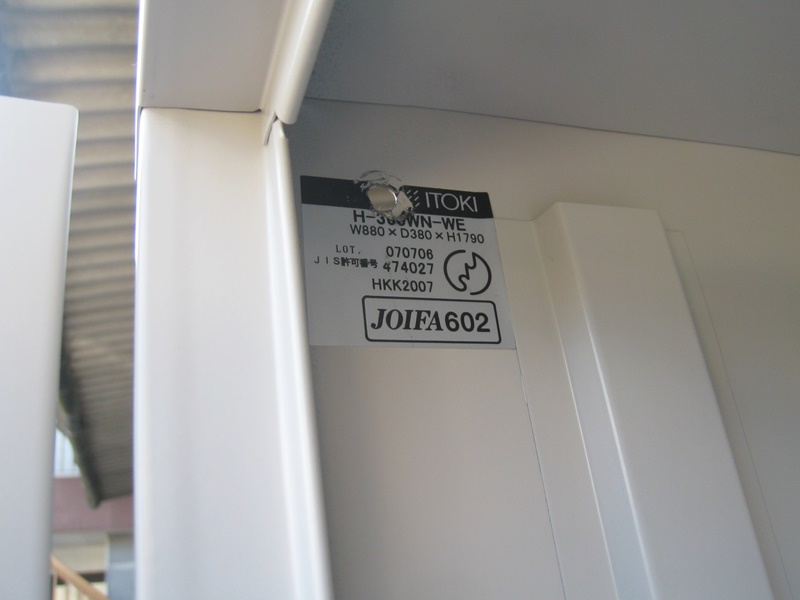 ITOKI
W880×D380×H1790
LOT. 070706
JIS許可番号 474027
HKK2007
JOIFA602